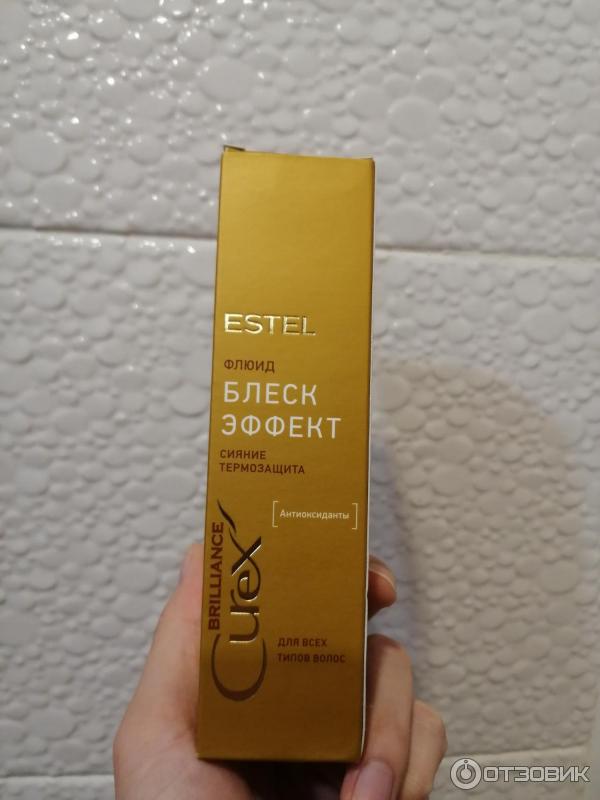 ESTEL
ФЛЮИД
БЛЕСК
ЭФФЕКТ
СИЯНИЕ
ТЕРМОЗАЩИТА
Антиоксиданты
BRILLIANCE
Curex
ДЛЯ ВСЕХ
ТИПОВ ВОЛОС
ОТЗОВИК